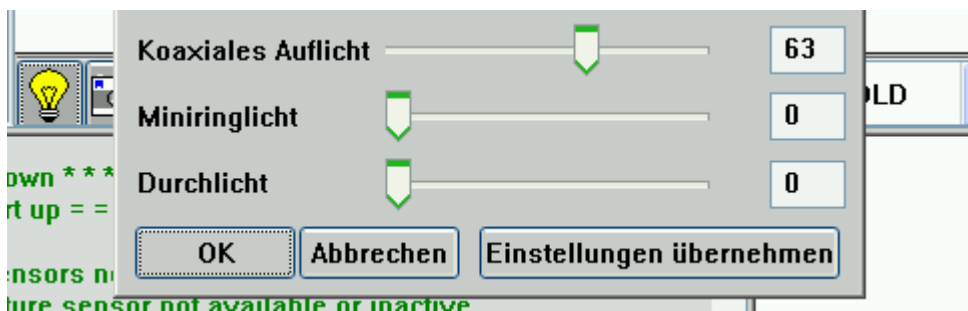 Koaxiales Auflicht 63
OLD
Miniringlicht 0
own * * *
Durchlicht 0
rt up = =
OK Abbrechen Einstellungen übernehmen
ensors n
ture sensor not available or inactive